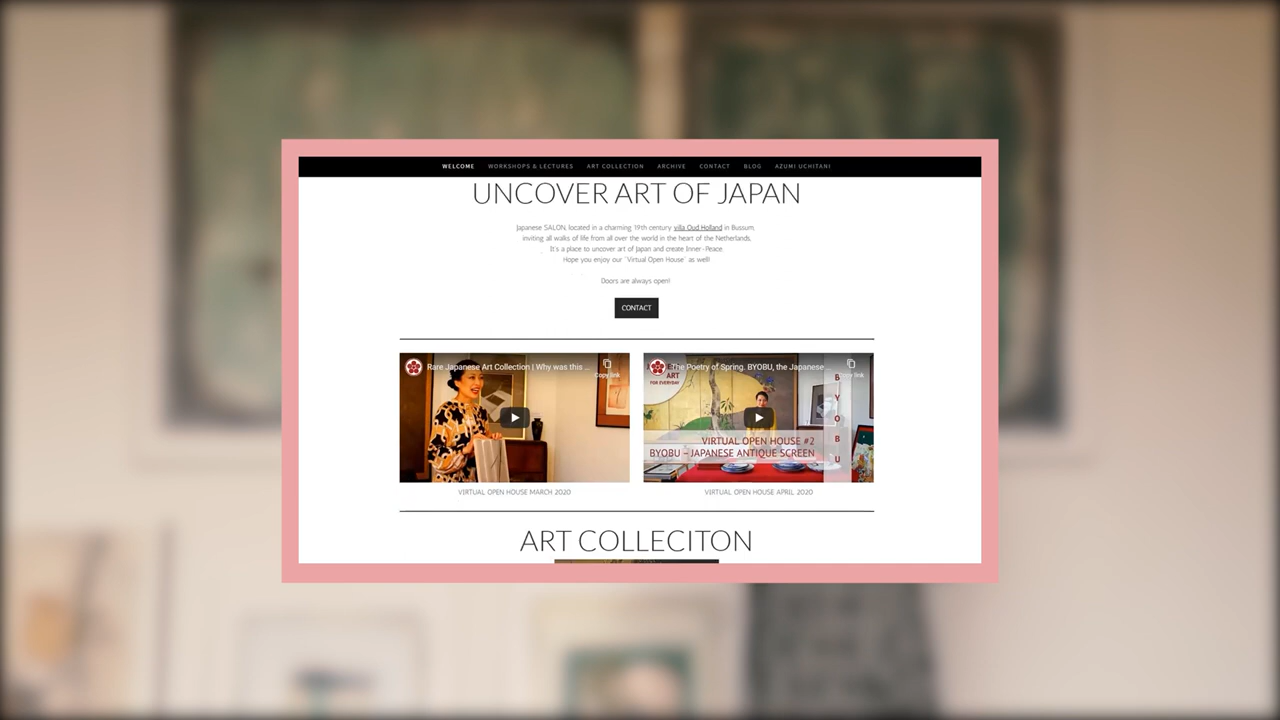 WELCOME WORKSHOPS & LECTURES ART COLLECTION ARCHIVE CONTACT BLOG AZUMI UCHITANI
UNCOVER ART OF JAPAN
Japanese SALON, located in a charming 19th century villa Oud Holland in Bussum,
inviting all walks of life from all over the world in the heart of the Netherlands,
It's a place to uncover art of Japan and create Inner-Peace.
Hope you enjoy our "Virtual Open House" as well!
Doors are always open!
CONTACT
Rare Japanese Art Collection | Why was this ...
Copy link
The Poetry of Spring. BYOBU, the Japanese...
Copy link
ART
FOR EVERYDAY
BYOBU
VIRTUAL OPEN HOUSE #2
BYOBU – JAPANESE ANTIQUE SCREEN
VIRTUAL OPEN HOUSE MARCH 2020
VIRTUAL OPEN HOUSE APRIL 2020
ART COLLECITON